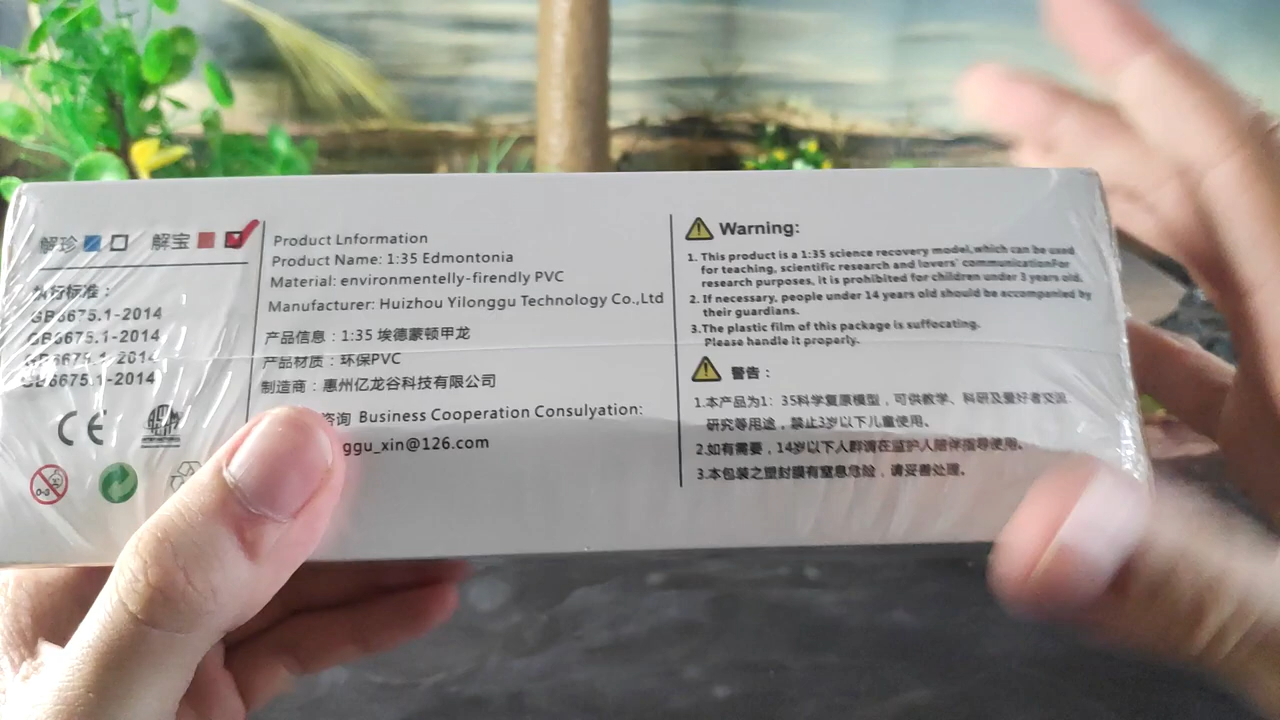 解珍 解宝
执行标准：
GB6675.1-2014
GB6675.1-2014
GB6675.1-2014
GB6675.1-2014
CE
Product Lnformation
Product Name: 1:35 Edmontonia
Material: environmentelly-firendly PVC
Manufacturer: Huizhou Yilonggu Technology Co.,Ltd
产品信息：1:35 埃德蒙顿甲龙
产品材质：环保PVC
制造商：惠州亿龙谷科技有限公司
咨询 Business Cooperation Consulyation:
ggu_xin@126.com
Warning:
1. This product is a 1:35 science recovery model,which can be used
for teaching, scientific research and lovers' communicationFor
research purposes, it is prohibited for children under 3 years old.
2. If necessary, people under 14 years old should be accompanied by
their guardians.
3.The plastic film of this package is suffocating.
Please handle it properly.
警告：
1.本产品为1：35科学复原模型，可供教学、科研及爱好者交流
研究等用途，禁止3岁以下儿童使用。
2.如有需要，14岁以下人群请在监护人陪伴指导使用。
3.本包装之塑封膜有窒息危险，请妥善处理。